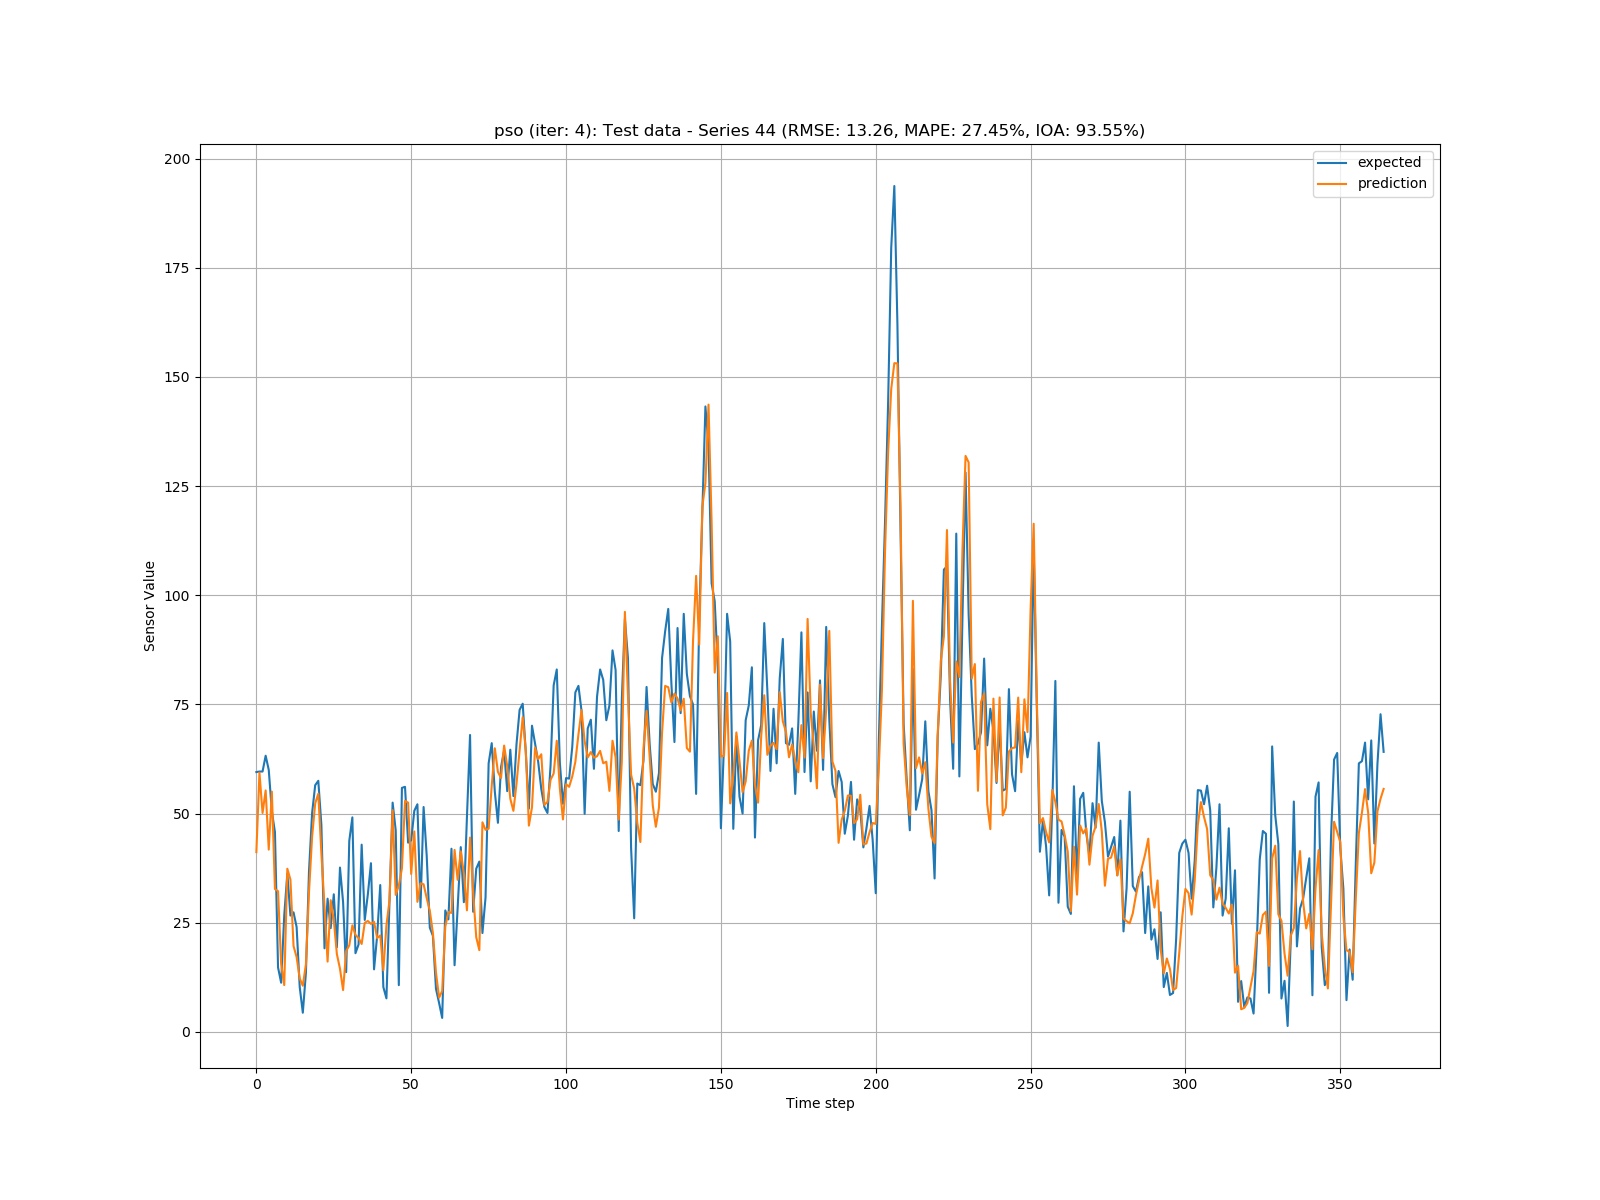 pso (iter: 4): Test data - Series 44 (RMSE: 13.26, MAPE: 27.45%, IOA: 93.55%)
expected
prediction
200
175
150
125
100
75
50
25
0
Sensor Value
0 50 100 150 200 250 300 350
Time step